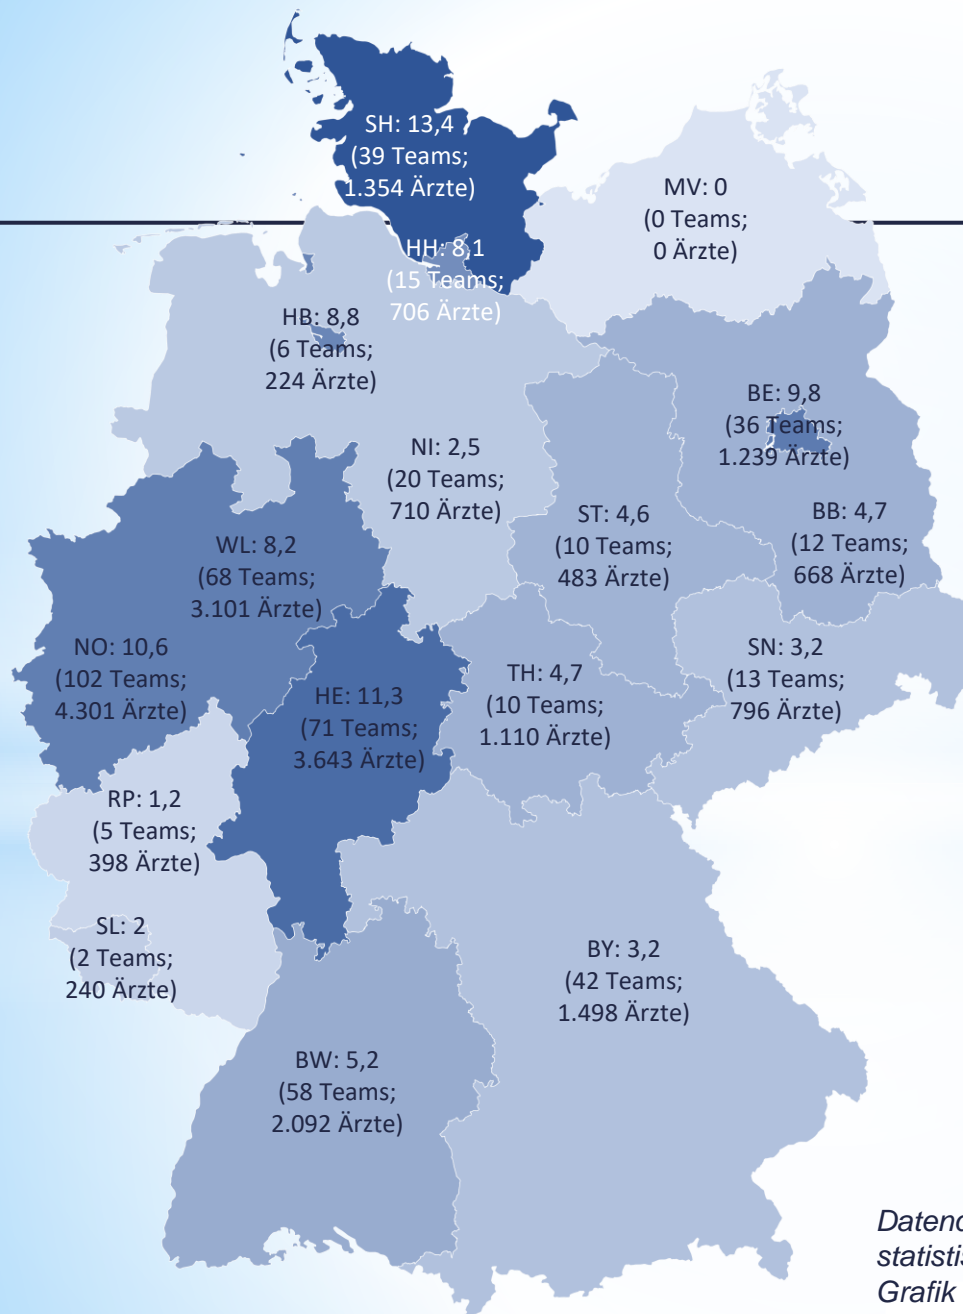 SH: 13,4
(39 Teams;
1.354 Ärzte)
MV: 0
(0 Teams;
0 Ärzte)
HH: 8,1
(15 Teams;
706 Ärzte)
HB: 8,8
(6 Teams;
224 Ärzte)
BE: 9,8
(36 Teams;
1.239 Ärzte)
NI: 2,5
(20 Teams;
710 Ärzte)
ST: 4,6
(10 Teams;
483 Ärzte)
BB: 4,7
(12 Teams;
668 Ärzte)
WL: 8,2
(68 Teams;
3.101 Ärzte)
NO: 10,6
(102 Teams;
4.301 Ärzte)
HE: 11,3
(71 Teams;
3.643 Ärzte)
TH: 4,7
(10 Teams;
1.110 Ärzte)
SN: 3,2
(13 Teams;
796 Ärzte)
RP: 1,2
(5 Teams;
398 Ärzte)
SL: 2
(2 Teams;
240 Ärzte)
BY: 3,2
(42 Teams;
1.498 Ärzte)
BW: 5,2
(58 Teams;
2.092 Ärzte)
Grafik